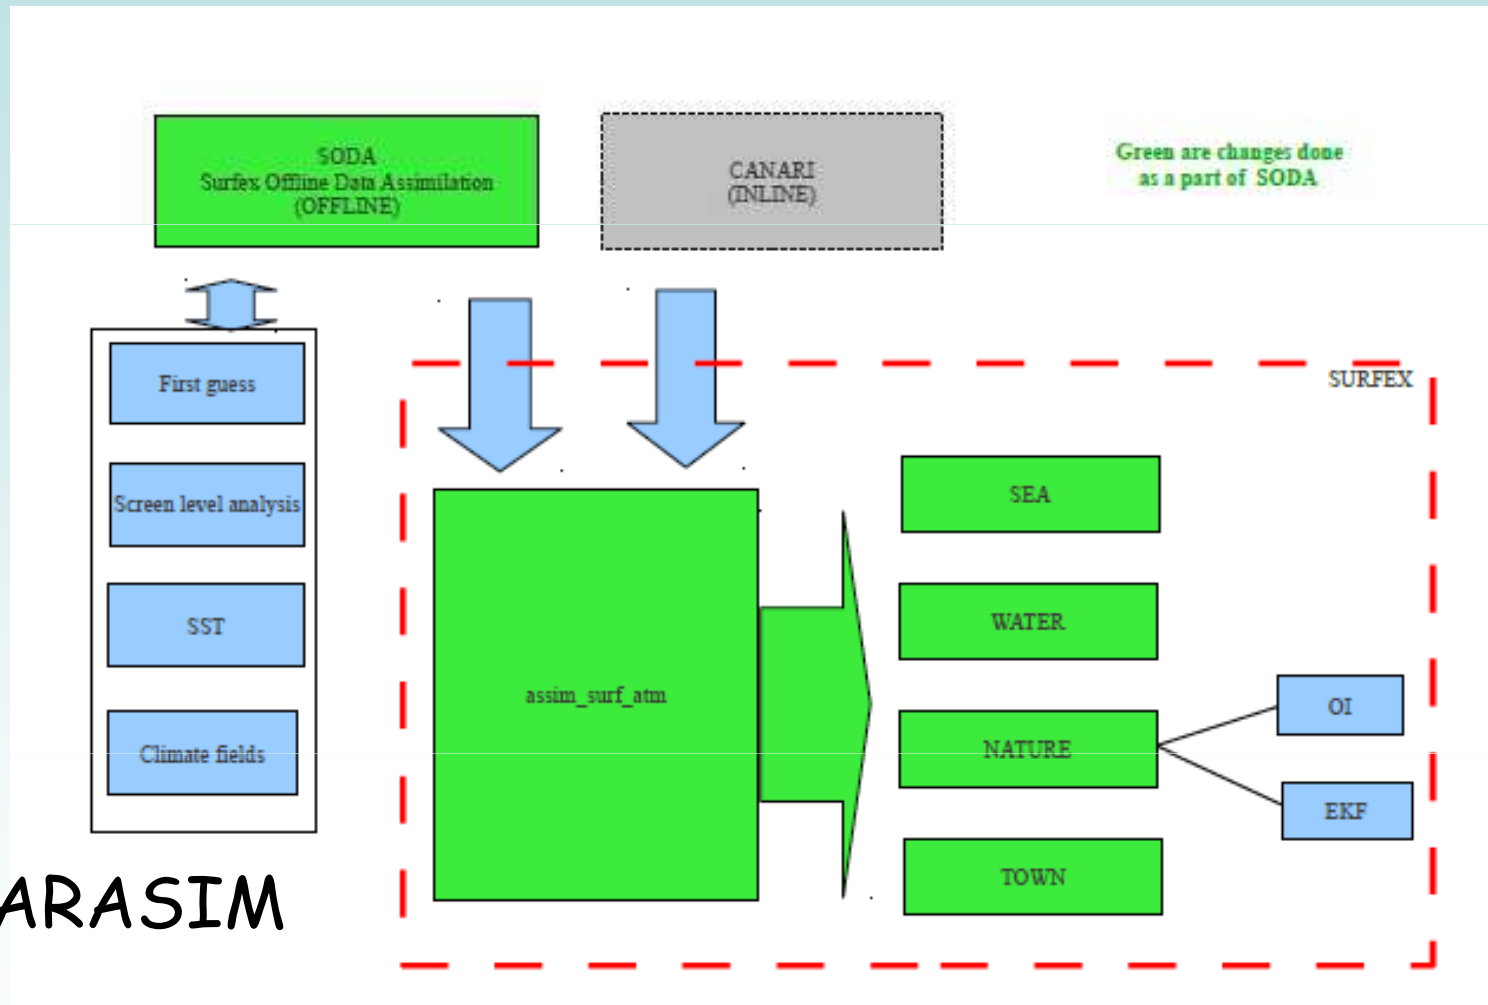 SODA
Surfex Offline Data Assimilation
(OFFLINE)
CANARI
(INLINE)
Green are changes done
as a part of SODA
SURFEX
First guess
Screen level analysis
SST
Climate fields
assim_surf_atm
SEA
WATER
NATURE
TOWN
OI
EKF
ARASIM